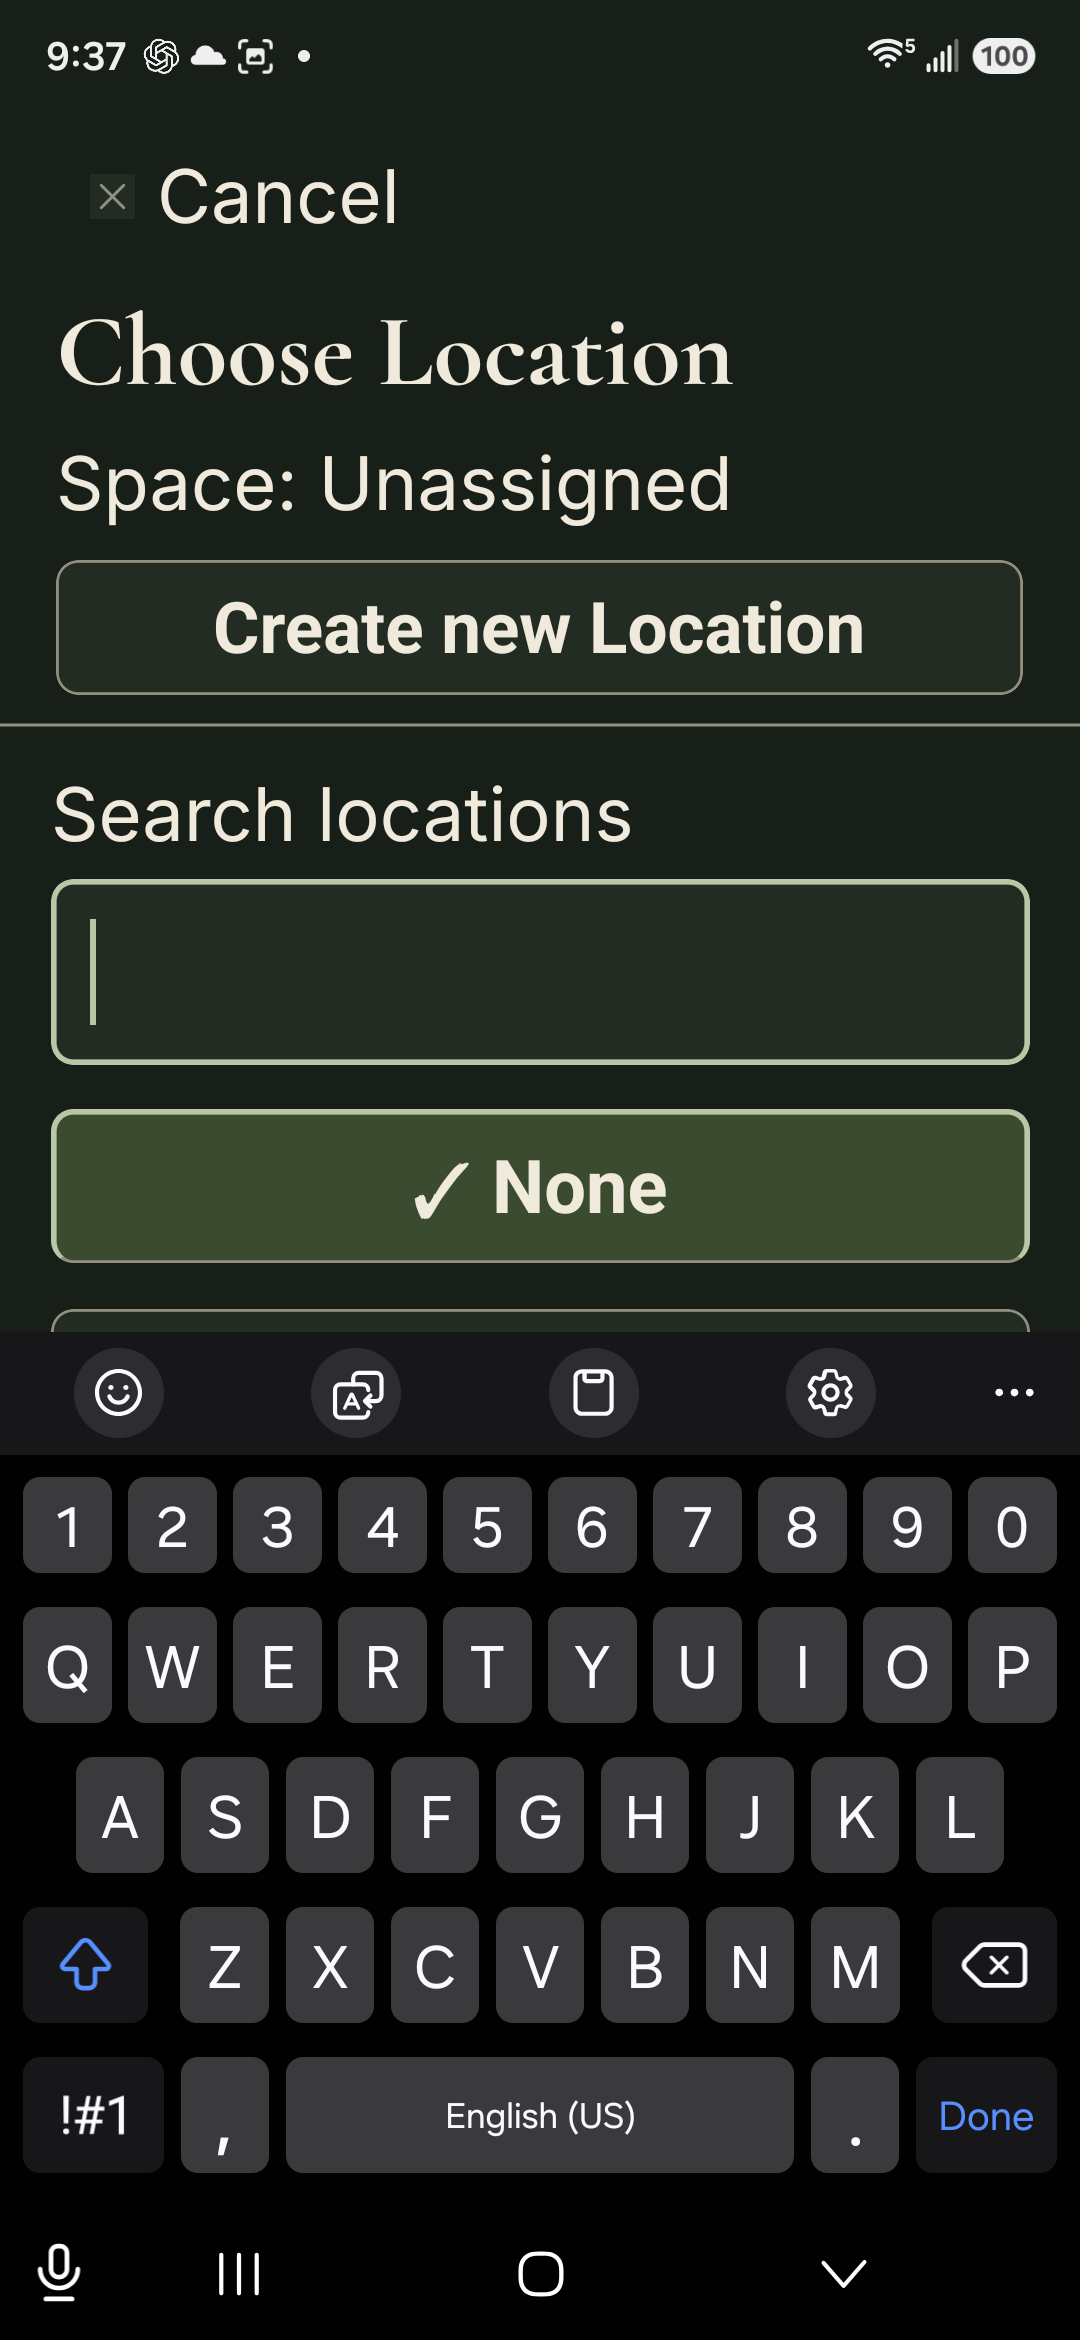 9:37 5 100
Cancel
Choose Location
Space: Unassigned
Create new Location
Search locations
✓ None
A
1 2 3 4 5 6 7 8 9 0
Q W E R T Y U I O P
A S D F G H J K L
Z X C V B N M
!#1 , English (US) . Done